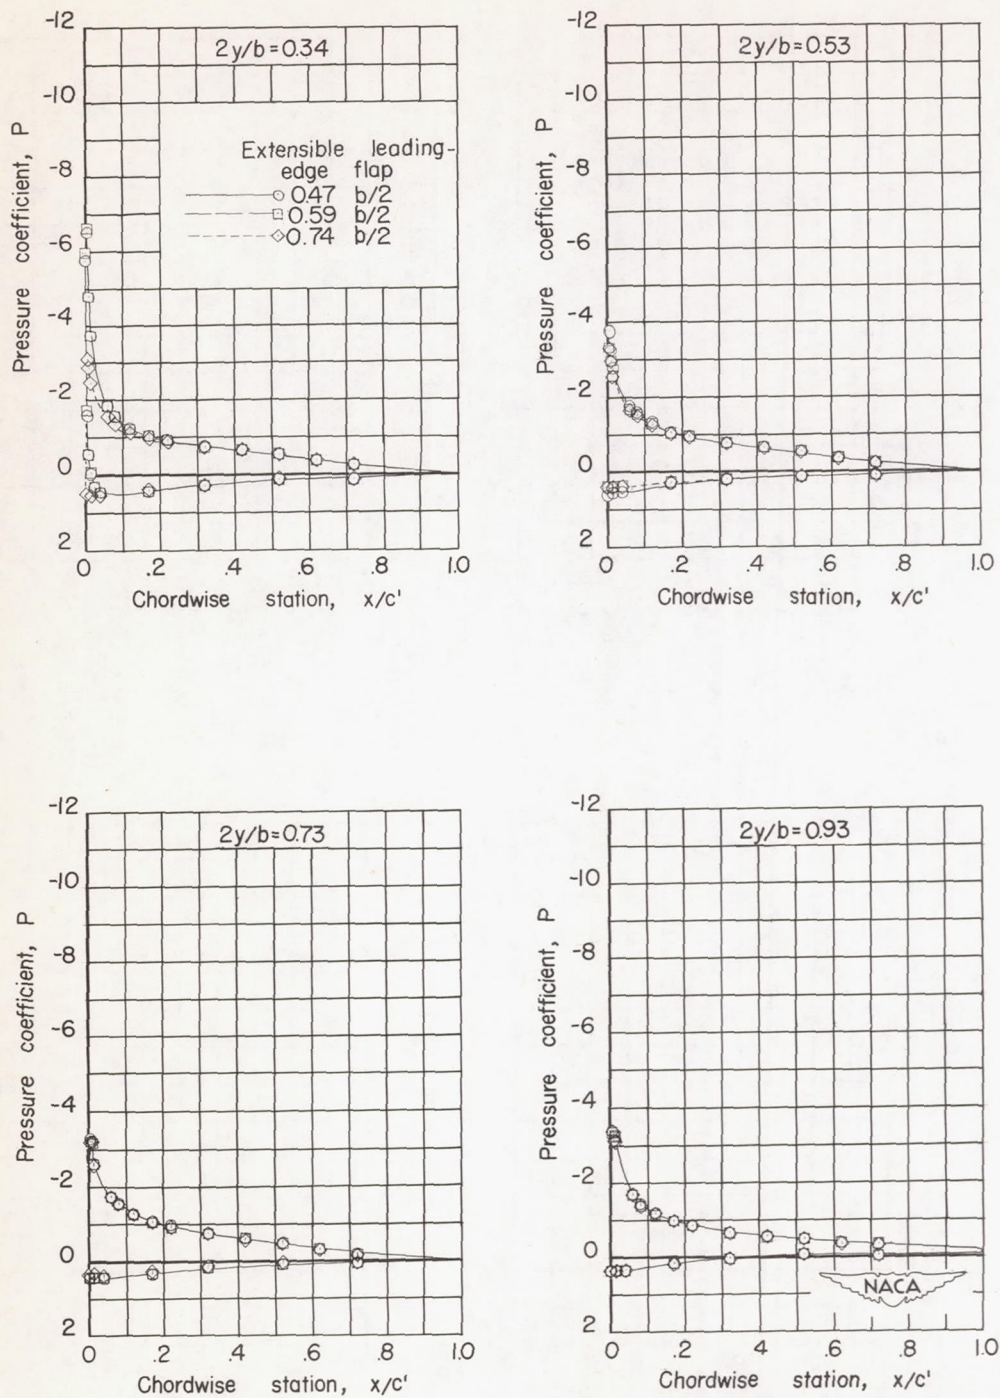 2y/b=0.34
-12
-10
-8
-6
-4
-2
0
2
Pressure coefficient, P
Extensible leading-
edge flap
0.47 b/2
0.59 b/2
0.74 b/2
0 .2 .4 .6 .8 1.0
Chordwise station, x/c'
2y/b=0.53
-12
-10
-8
-6
-4
-2
0
2
Pressure coefficient, P
0 .2 .4 .6 .8 1.0
Chordwise station, x/c'
2y/b=0.73
-12
-10
-8
-6
-4
-2
0
2
Pressure coefficient, P
0 .2 .4 .6 .8 1.0
Chordwise station, x/c'
2y/b=0.93
-12
-10
-8
-6
-4
-2
0
2
Pressure coefficient, P
NACA
0 .2 .4 .6 .8 1.0
Chordwise station, x/c'